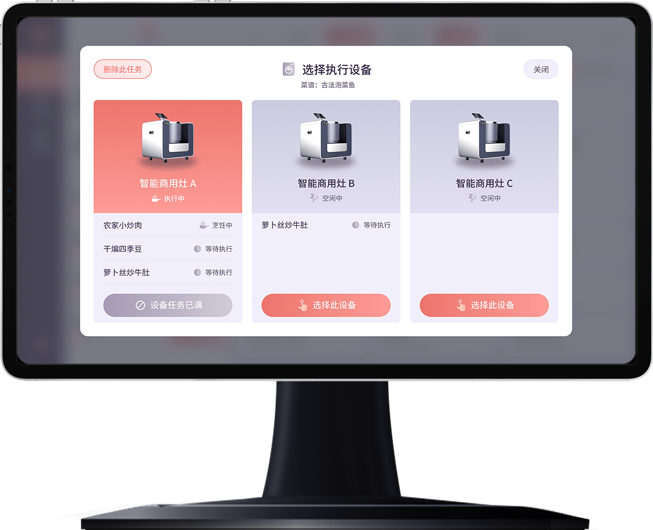 删除此任务
选择执行设备
关闭
菜谱：古法泡菜鱼
智能商用灶 A
执行中
农家小炒肉 烹饪中
干煸四季豆 等待执行
萝卜丝炒牛肚 等待执行
设备任务已满
智能商用灶 B
空闲中
萝卜丝炒牛肚 等待执行
选择此设备
智能商用灶 C
空闲中
选择此设备